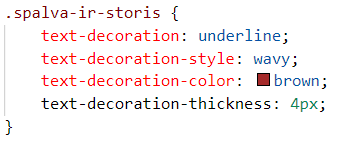 .spalva-ir-storis {
text-decoration: underline;
text-decoration-style: wavy;
text-decoration-color: brown;
text-decoration-thickness: 4px;
}